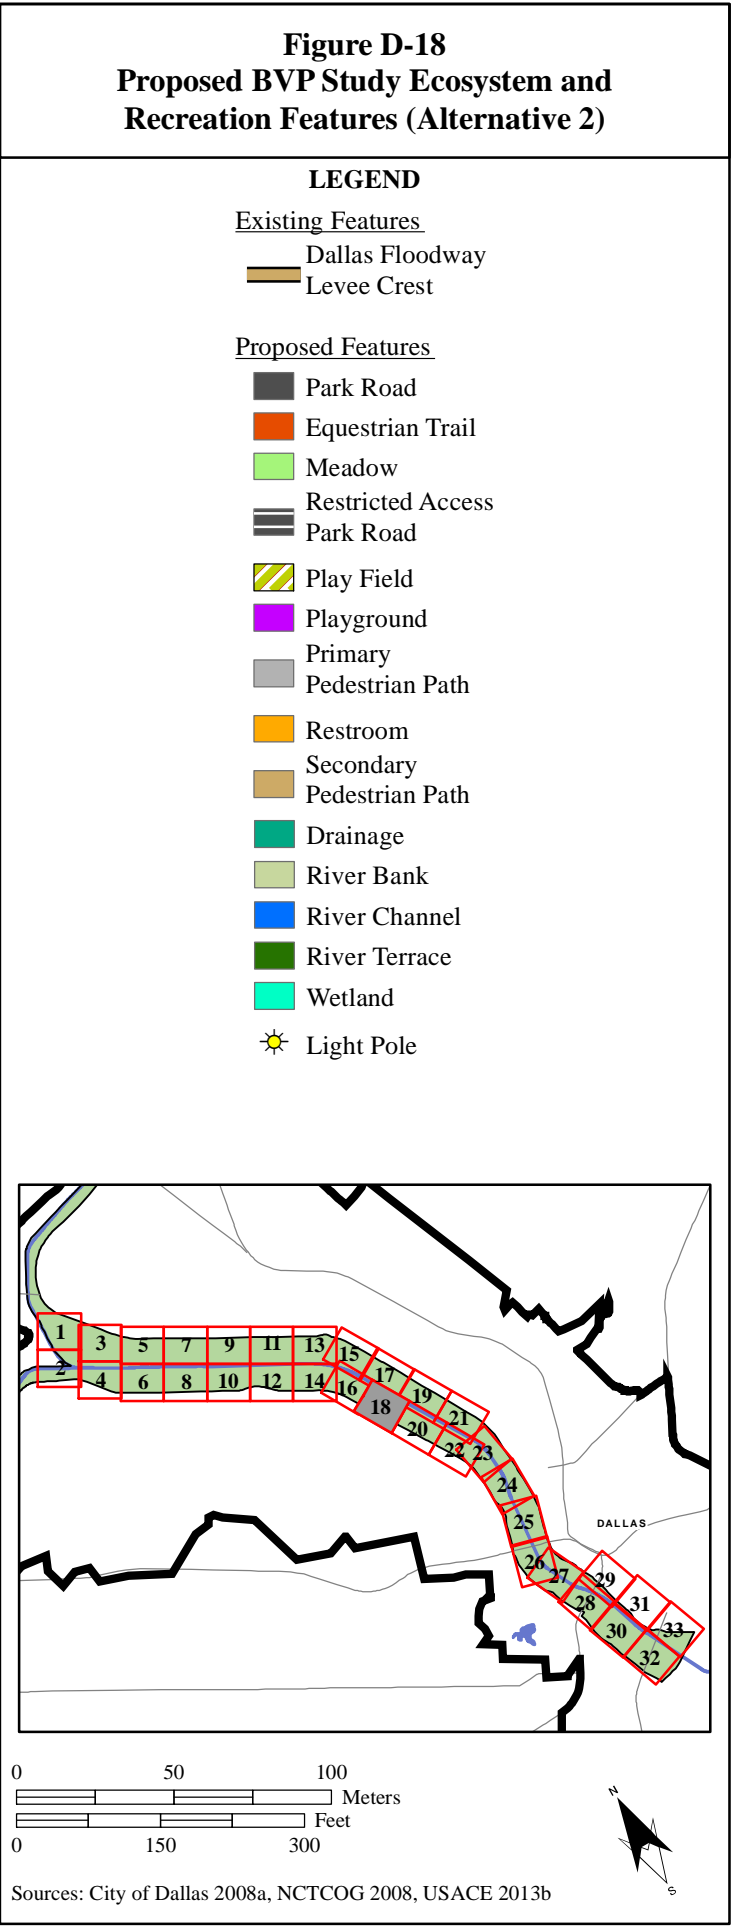 Figure D-18
Proposed BVP Study Ecosystem and
Recreation Features (Alternative 2)
LEGEND
Existing Features
Dallas Floodway
Levee Crest
Proposed Features
Park Road
Equestrian Trail
Meadow
Restricted Access
Park Road
Play Field
Playground
Primary
Pedestrian Path
Restroom
Secondary
Pedestrian Path
Drainage
River Bank
River Channel
River Terrace
Wetland
Light Pole
1
3
5
7
9
11
13
15
2
4
6
8
10
12
14
16
17
18
19
20
21
22
23
24
25
DALLAS
26
27
28
29
30
31
32
33
0 50 100
Meters
Feet
0 150 300
N
S
Sources: City of Dallas 2008a, NCTCOG 2008, USACE 2013b